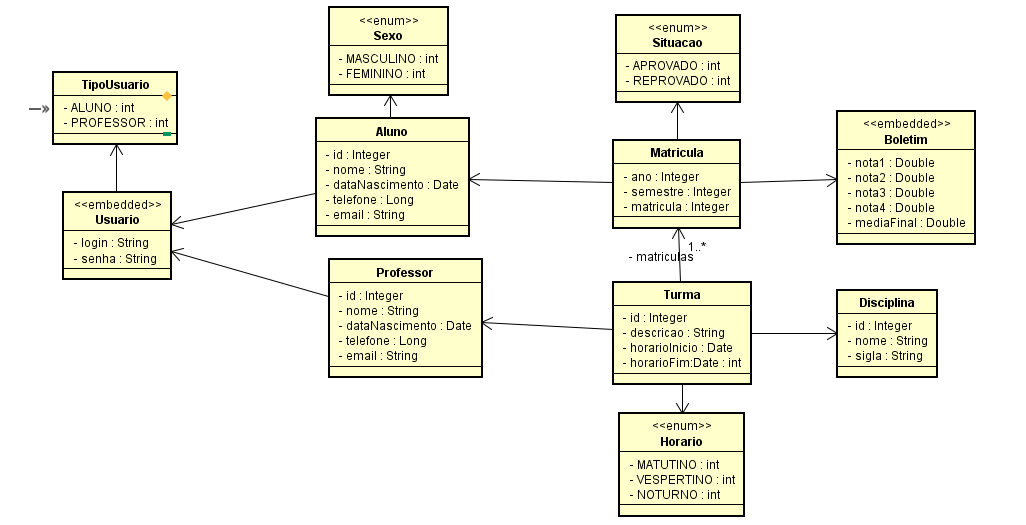 <<enum>>
Sexo
- MASCULINO : int
- FEMININO : int
<<enum>>
Situacao
- APROVADO : int
- REPROVADO : int
TipoUsuario
- ALUNO : int
- PROFESSOR : int
Aluno
- id : Integer
- nome : String
- dataNascimento : Date
- telefone : Long
- email : String
Matricula
- ano : Integer
- semestre : Integer
- matricula : Integer
<<embedded>>
Boletim
- nota1 : Double
- nota2 : Double
- nota3 : Double
- nota4 : Double
- mediaFinal : Double
<<embedded>>
Usuario
- login : String
- senha : String
1..*
- matriculas
Professor
- id : Integer
- nome : String
- dataNascimento : Date
- telefone : Long
- email : String
Turma
- id : Integer
- descricao : String
- horarioInicio : Date
- horarioFim:Date : int
Disciplina
- id : Integer
- nome : String
- sigla : String
<<enum>>
Horario
- MATUTINO : int
- VESPERTINO : int
- NOTURNO : int